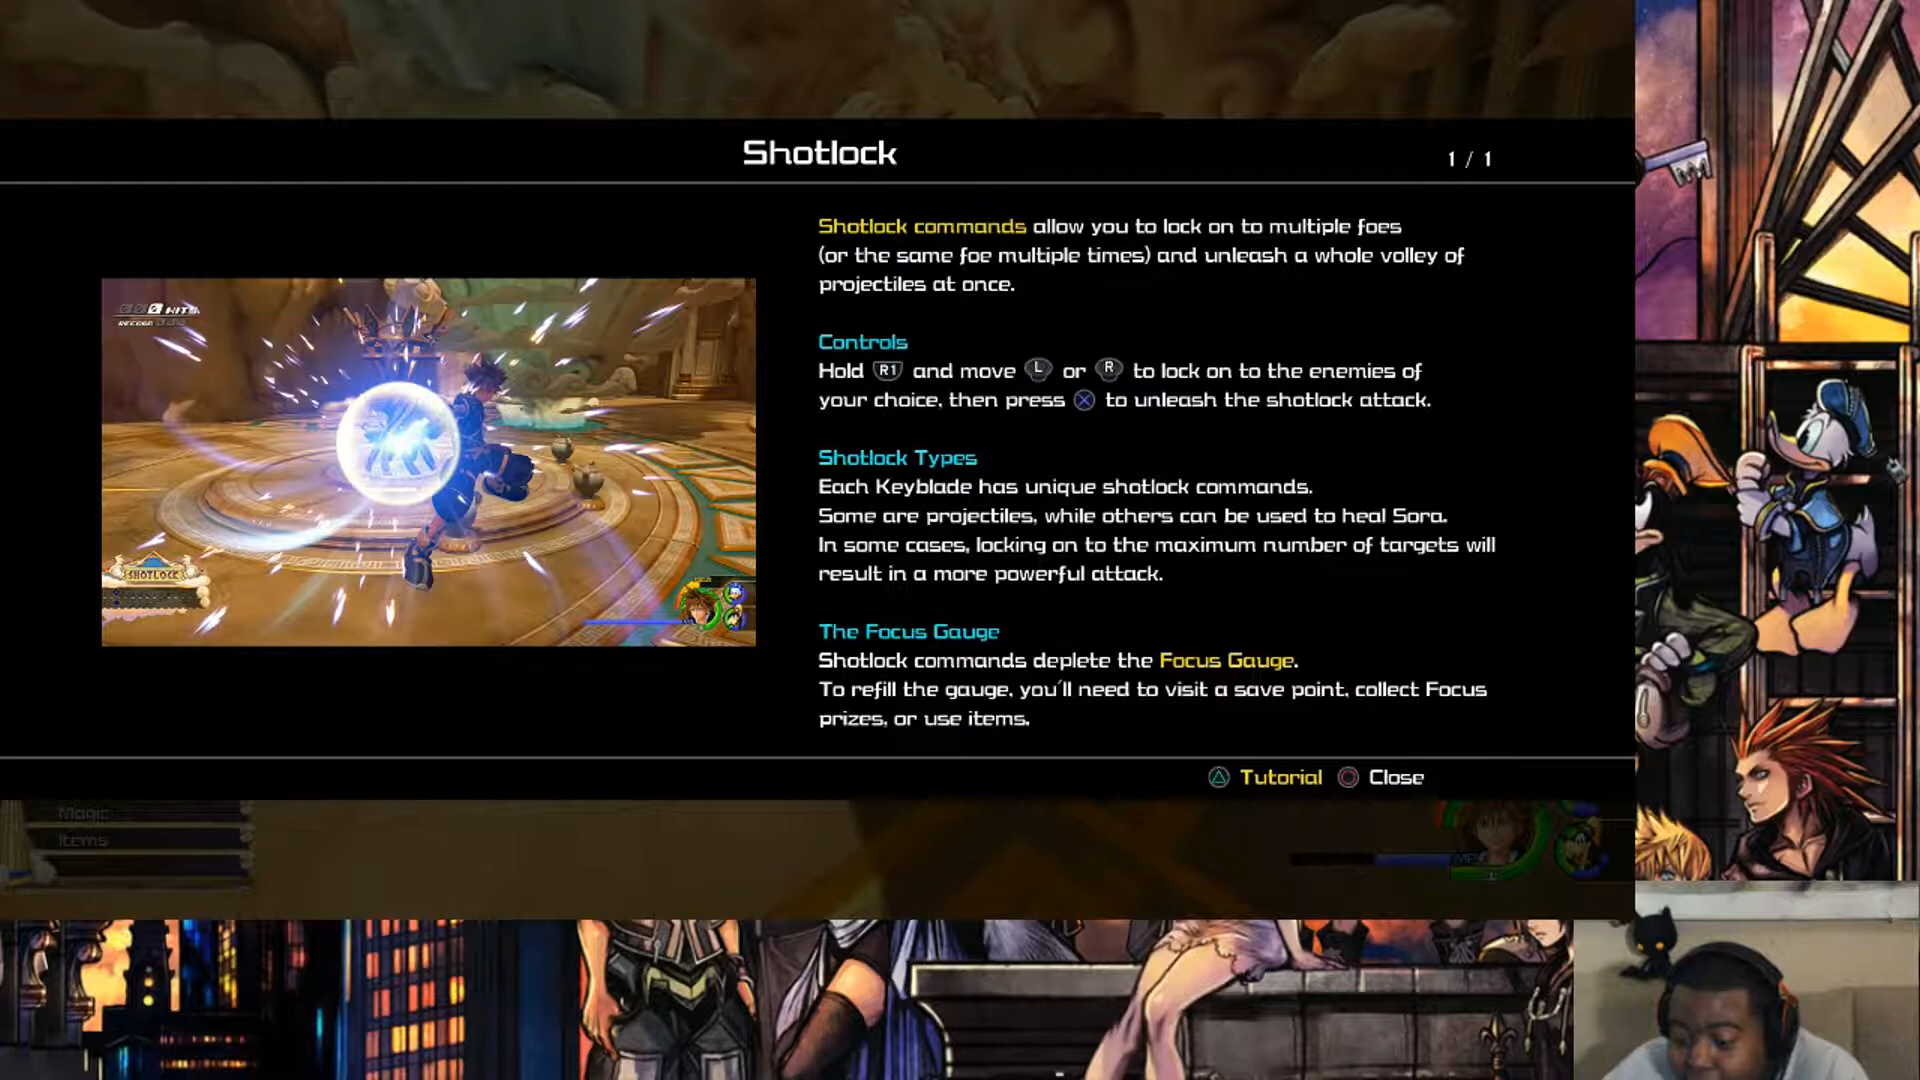 Shotlock
1 / 1
Shotlock commands allow you to lock on to multiple foes
(or the same foe multiple times) and unleash a whole volley of
projectiles at once.
Controls
Hold R1 and move L or R to lock on to the enemies of
your choice, then press to unleash the shotlock attack.
Shotlock Types
Each Keyblade has unique shotlock commands.
Some are projectiles, while others can be used to heal Sora.
In some cases, locking on to the maximum number of targets will
result in a more powerful attack.
The Focus Gauge
Shotlock commands deplete the Focus Gauge.
To refill the gauge, you'll need to visit a save point, collect Focus
prizes, or use items.
HITS
RECORD
SHOTLOCK
Tutorial Close
Magic
Items
MP